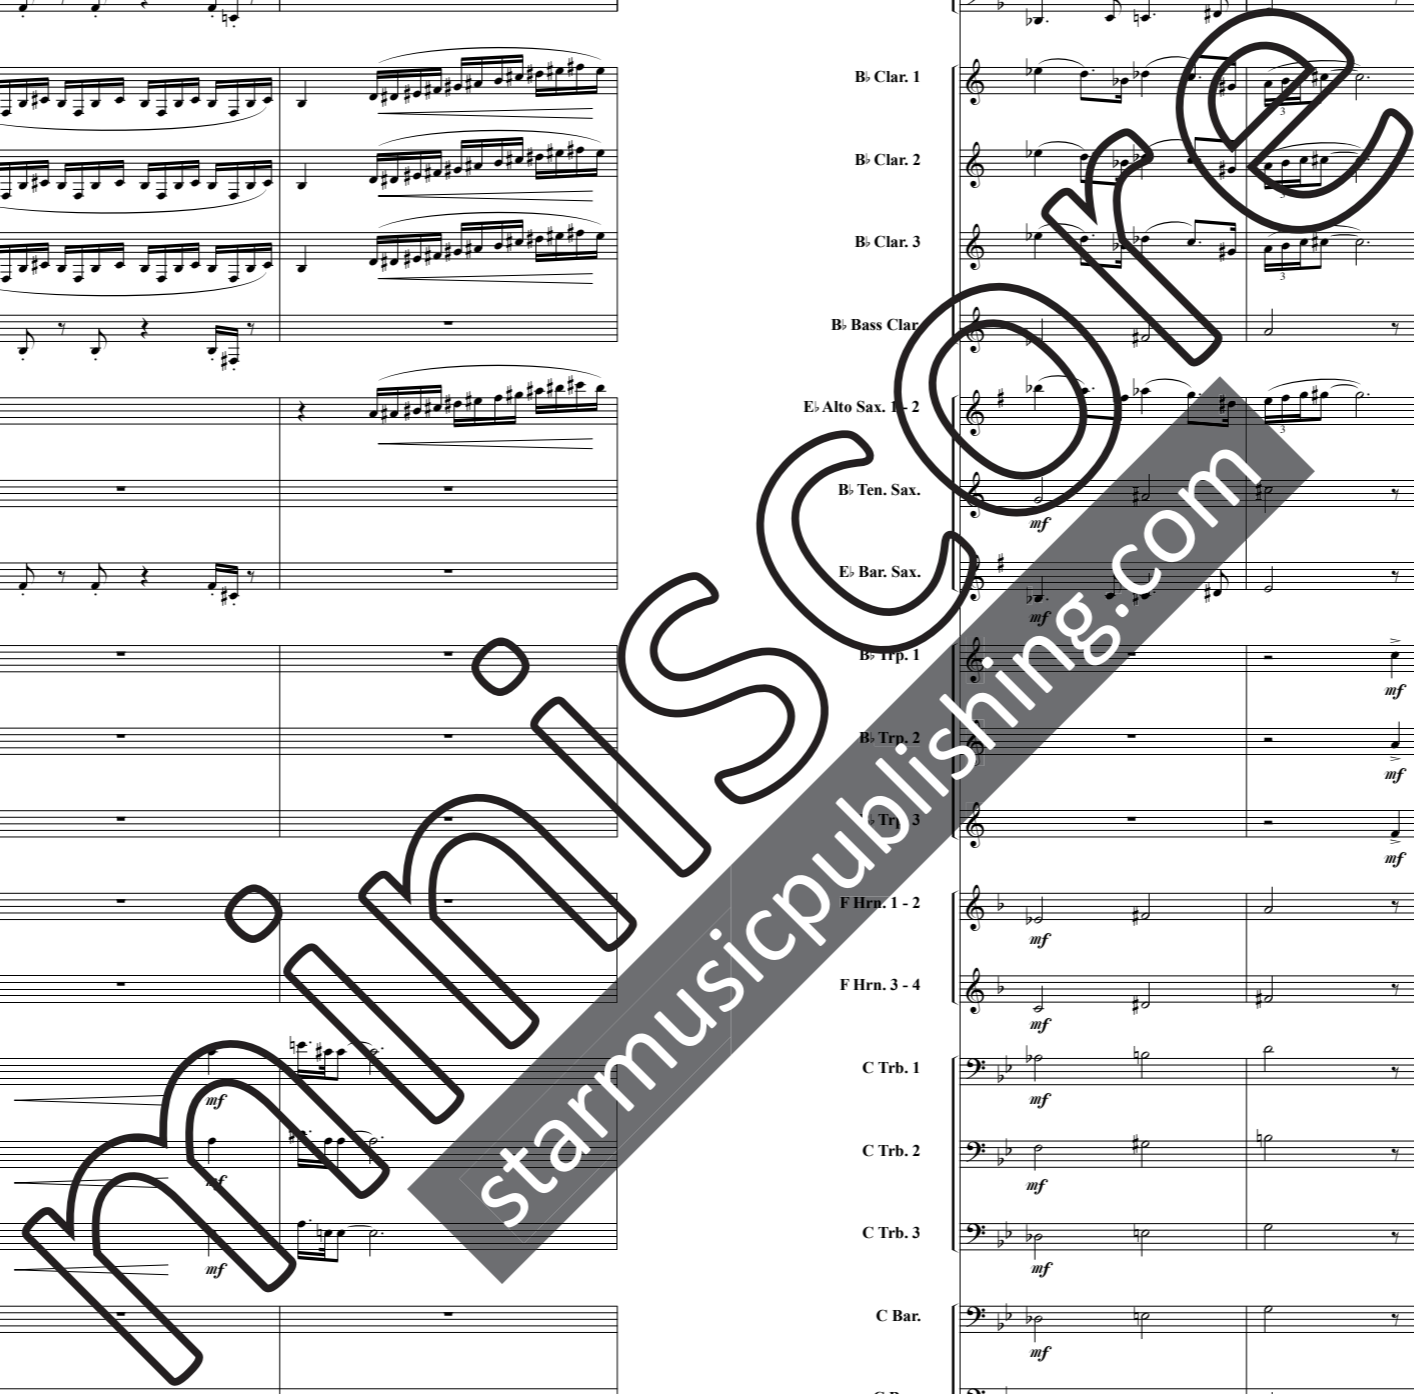 B♭ Clar. 1
3
B♭ Clar. 2
3
B♭ Clar. 3
3
B♭ Bass Clar.
E♭ Alto Sax. 1 - 2
3
B♭ Ten. Sax.
mf
E♭ Bar. Sax.
mf
B♭ Trp. 1
mf
B♭ Trp. 2
mf
B♭ Trp. 3
mf
F Hrn. 1 - 2
mf
F Hrn. 3 - 4
mf
C Trb. 1
mf
mf
C Trb. 2
mf
mf
C Trb. 3
mf
mf
C Bar.
mf
miniscore
starmusicpublishing.com